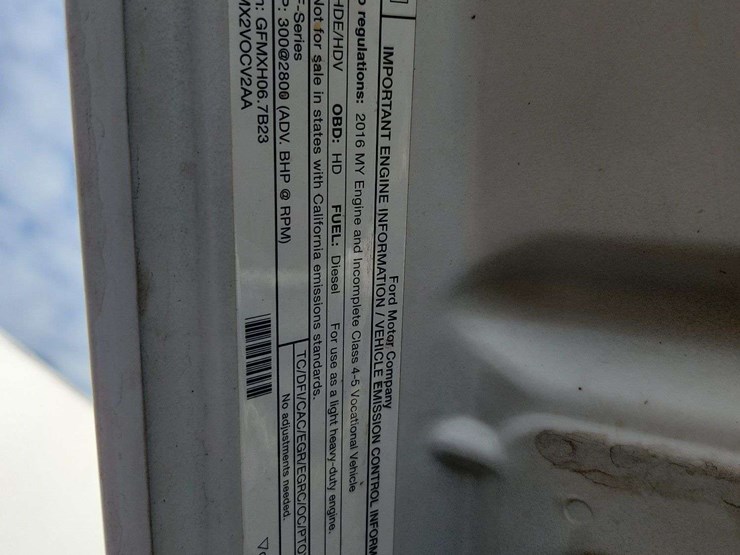 Ford Motor Company
IMPORTANT ENGINE INFORMATION / VEHICLE EMISSION CONTROL INFORM
regulations: 2016 MY Engine and Incomplete Class 4-5 Vocational Vehicle
HDE/HDV OBD: HD FUEL: Diesel For use as a light heavy-duty engine.
Not for sale in states with California emissions standards.
F-Series TC/DFI/CAC/EGR/EGRC/OC/PTO
P: 300@2800 (ADV. BHP @ RPM) No adjustments needed.
: GFMXH06.7B23
MX2VOCV2AA